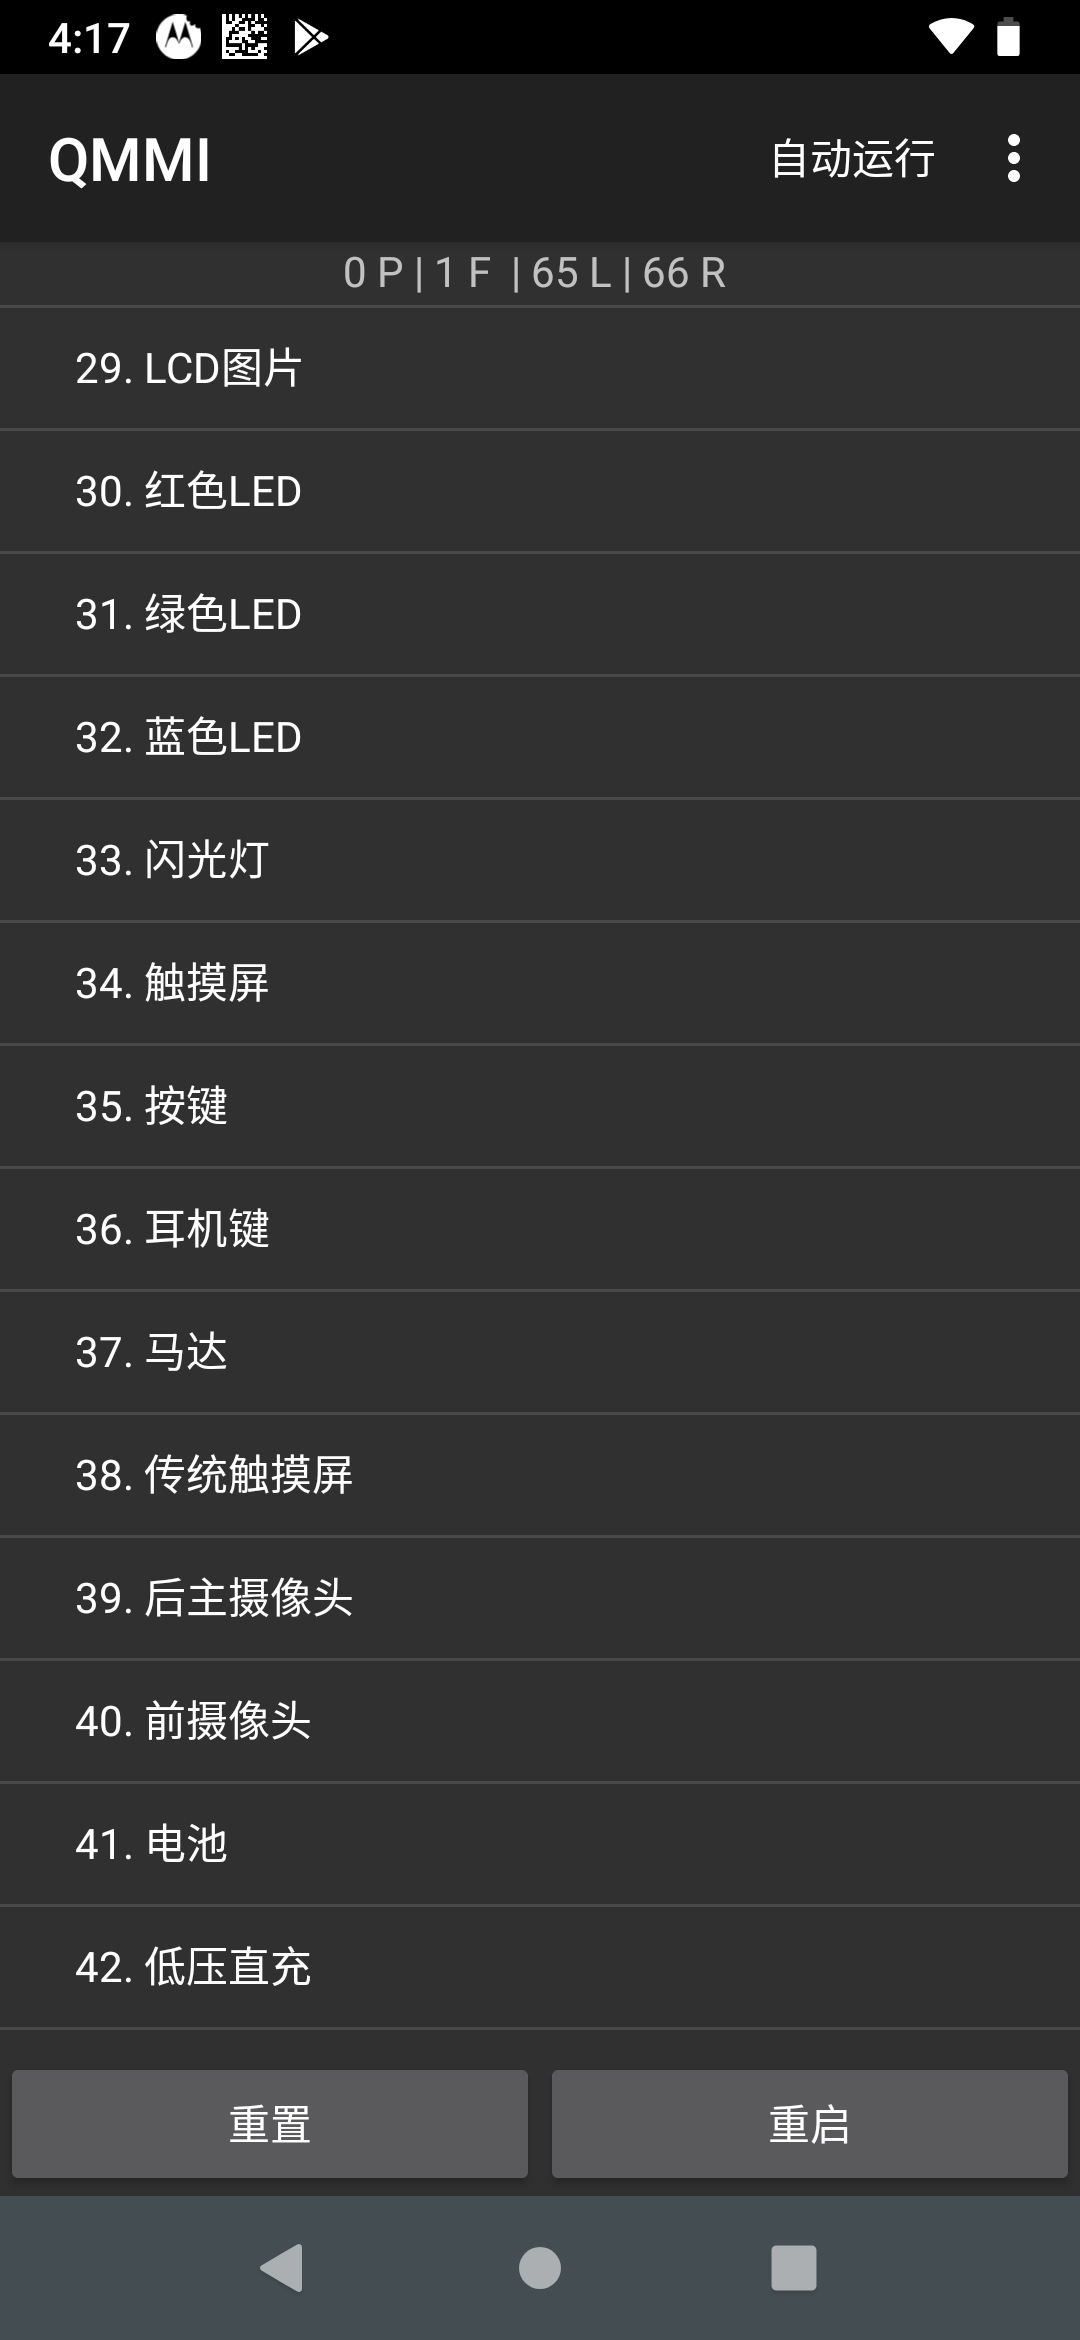 4:17
QMMI 自动运行
0 P | 1 F | 65 L | 66 R
29. LCD图片
30. 红色LED
31. 绿色LED
32. 蓝色LED
33. 闪光灯
34. 触摸屏
35. 按键
36. 耳机键
37. 马达
38. 传统触摸屏
39. 后主摄像头
40. 前摄像头
41. 电池
42. 低压直充
重置 重启